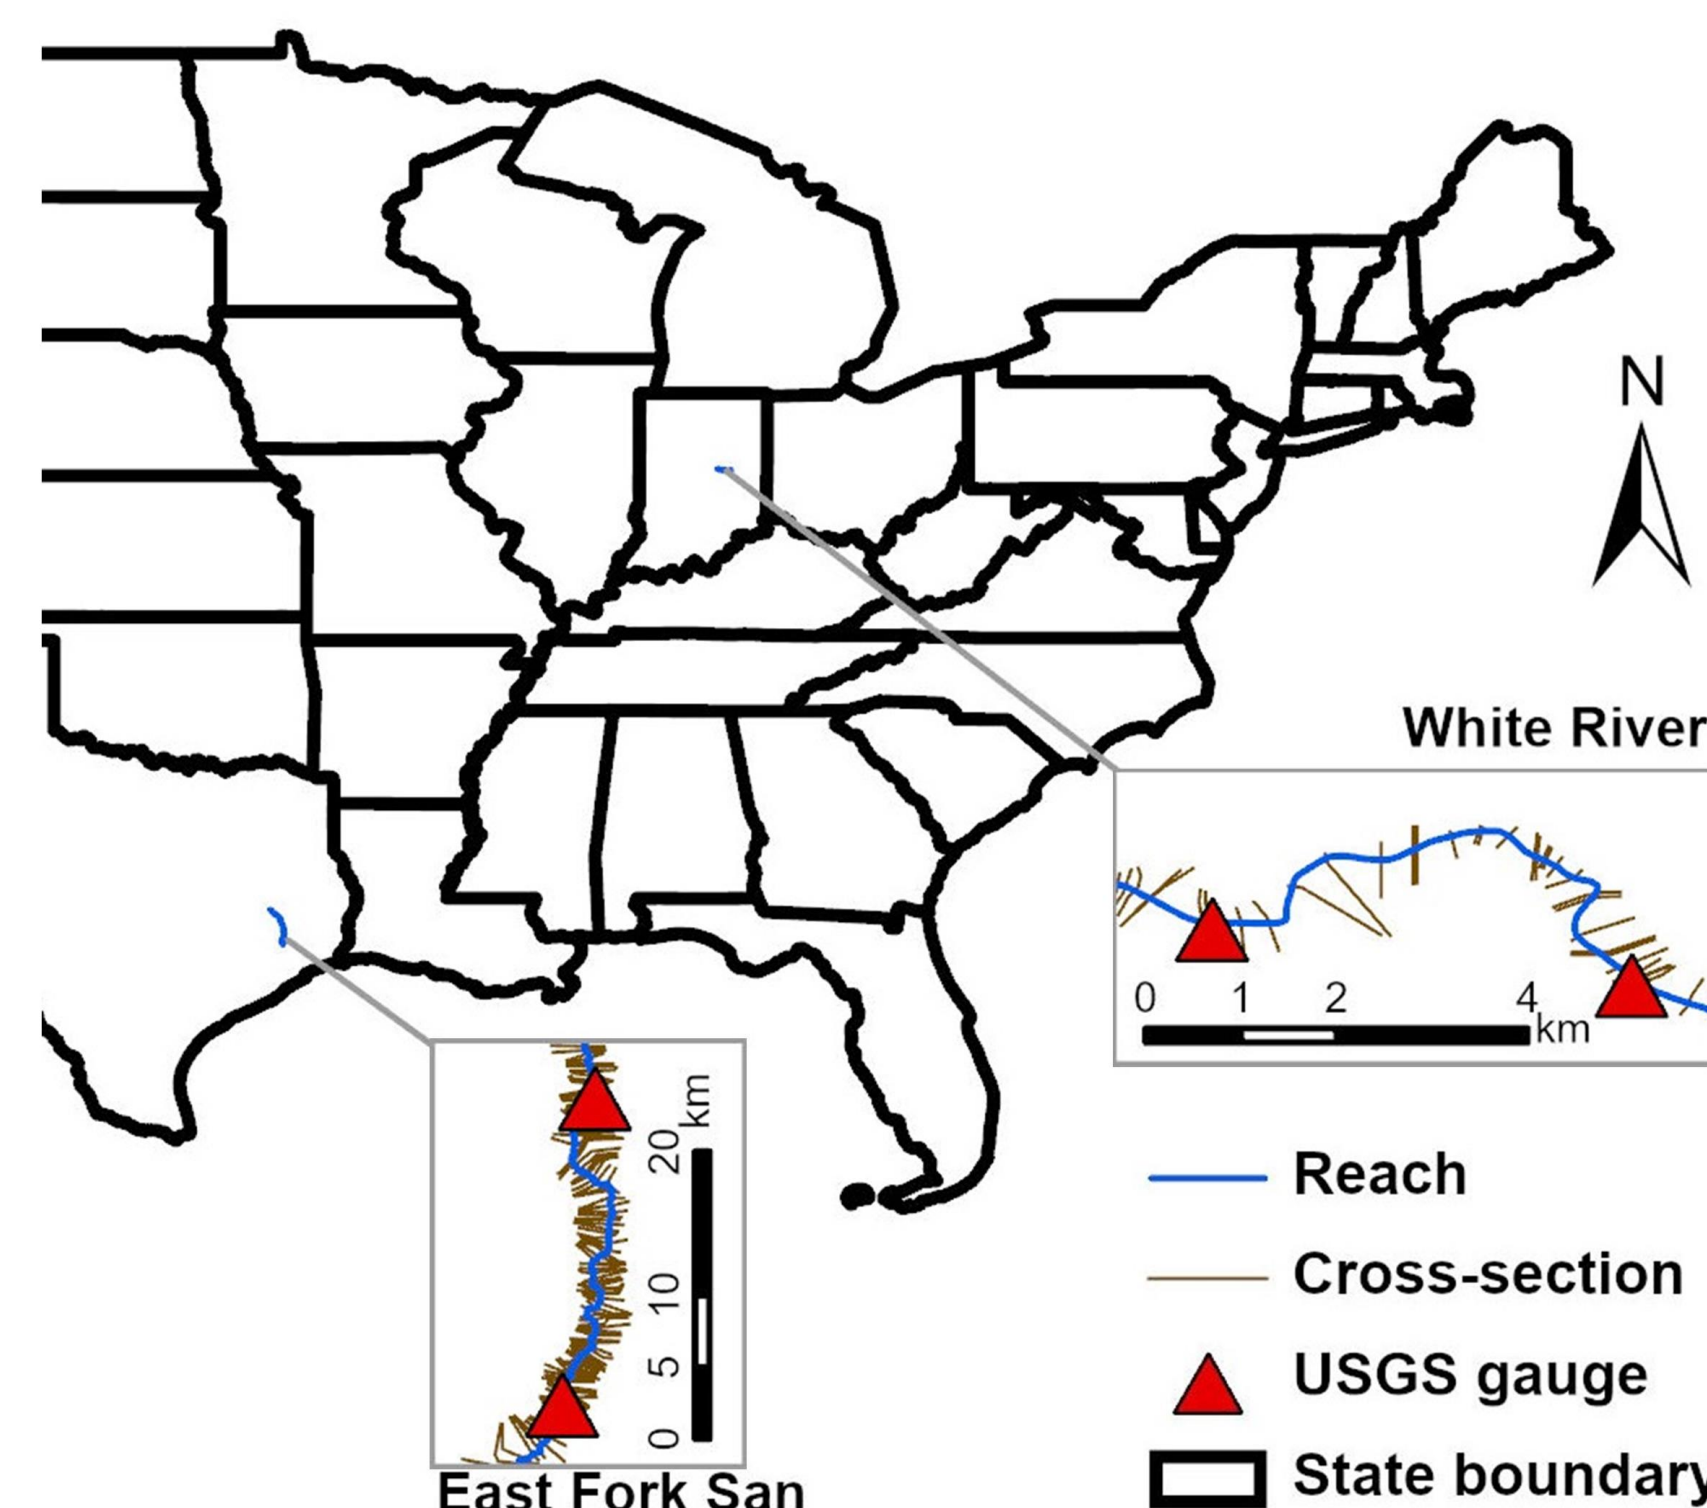 N
White River
0 1 2 4
km
km
20
10
5
0
Reach
Cross-section
USGS gauge
State boundary
East Fork San